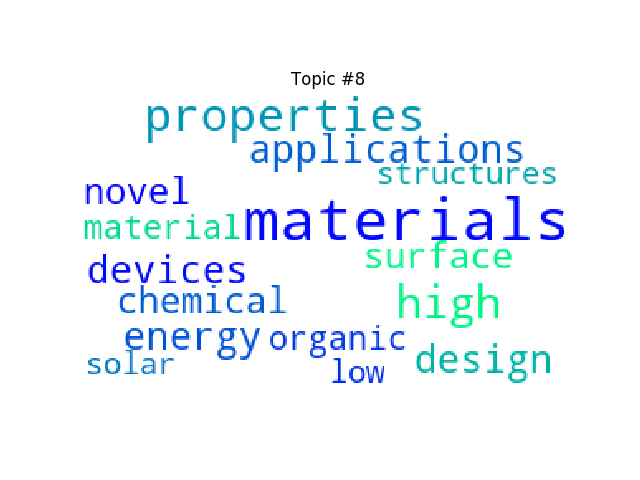 Topic #8
properties
applications
structures
novel
materials
material
surface
devices
chemical
high
energy
organic
design
solar
low